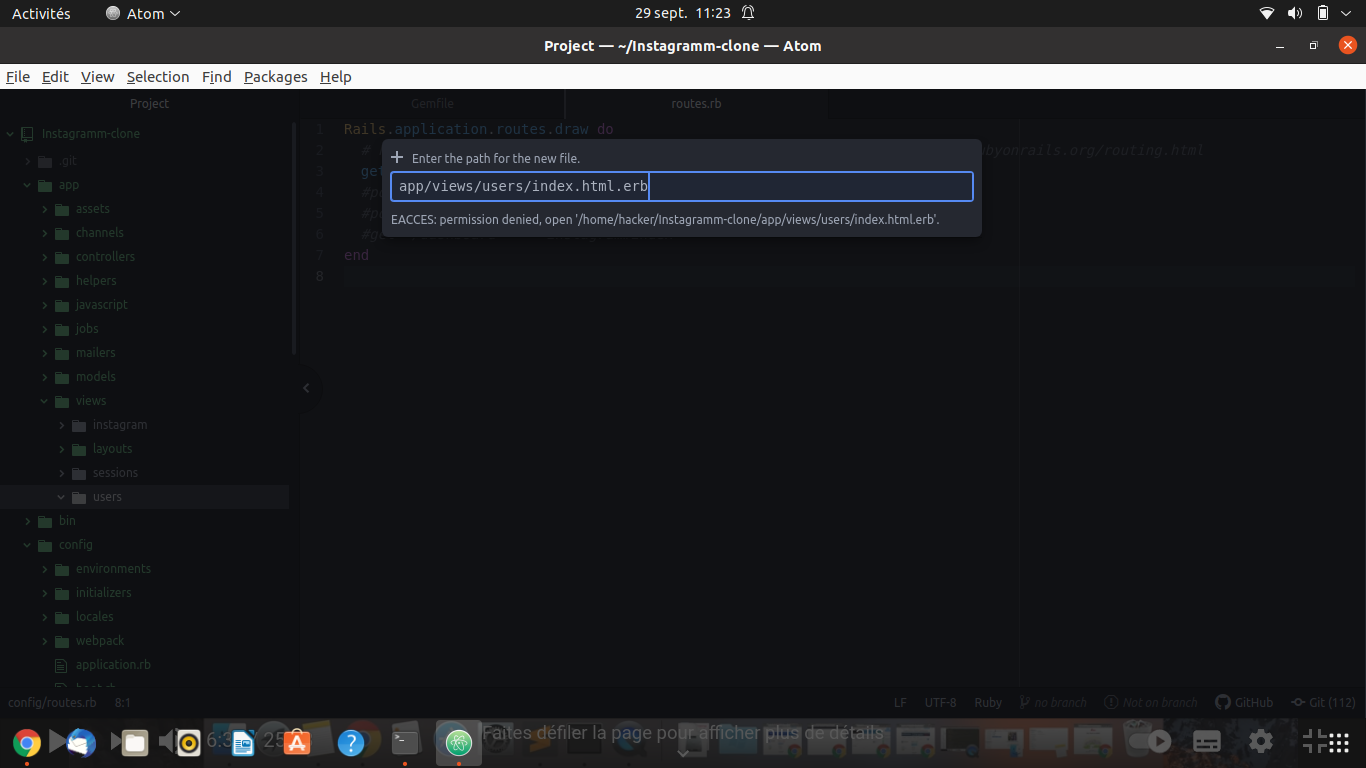 Activités Atom 29 sept. 11:23
Project — ~/Instagramm-clone — Atom
File Edit View Selection Find Packages Help
Project Gemfile routes.rb
Instagramm-clone
.git
app
assets
channels
controllers
helpers
javascript
jobs
mailers
models
views
instagram
layouts
sessions
users
bin
config
environments
initializers
locales
webpack
application.rb
boot.rb
1 Rails.application.routes.draw do
2 # ubyonrails.org/routing.html
3 get
4 #p
5 #p
6 #ge
7 end
8
Enter the path for the new file.
app/views/users/index.html.erb
EACCES: permission denied, open '/home/hacker/Instagramm-clone/app/views/users/index.html.erb'.
config/routes.rb 8:1 LF UTF-8 Ruby no branch Not on branch GitHub Git (112)
Faites défiler la page pour afficher plus de détails